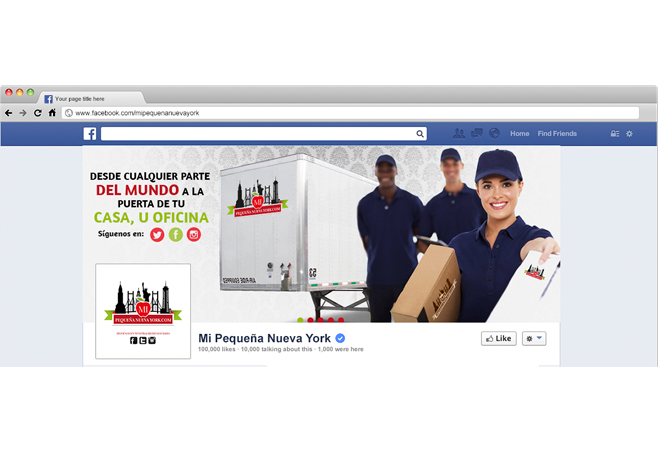 Your page title here
www.facebook.com/mipequenanuevayork
f
Home
Find Friends
DESDE CUALQUIER PARTE
DEL MUNDO A LA
PUERTA DE TU
CASA, U OFICINA
Síguenos en:
MI
PEQUEÑA NUEVA YORK.COM
53
MI
PEQUEÑA NUEVA YORK.COM
Mi Pequeña Nueva York
100,000 likes · 10,000 talking about this · 1,000 were here
Like